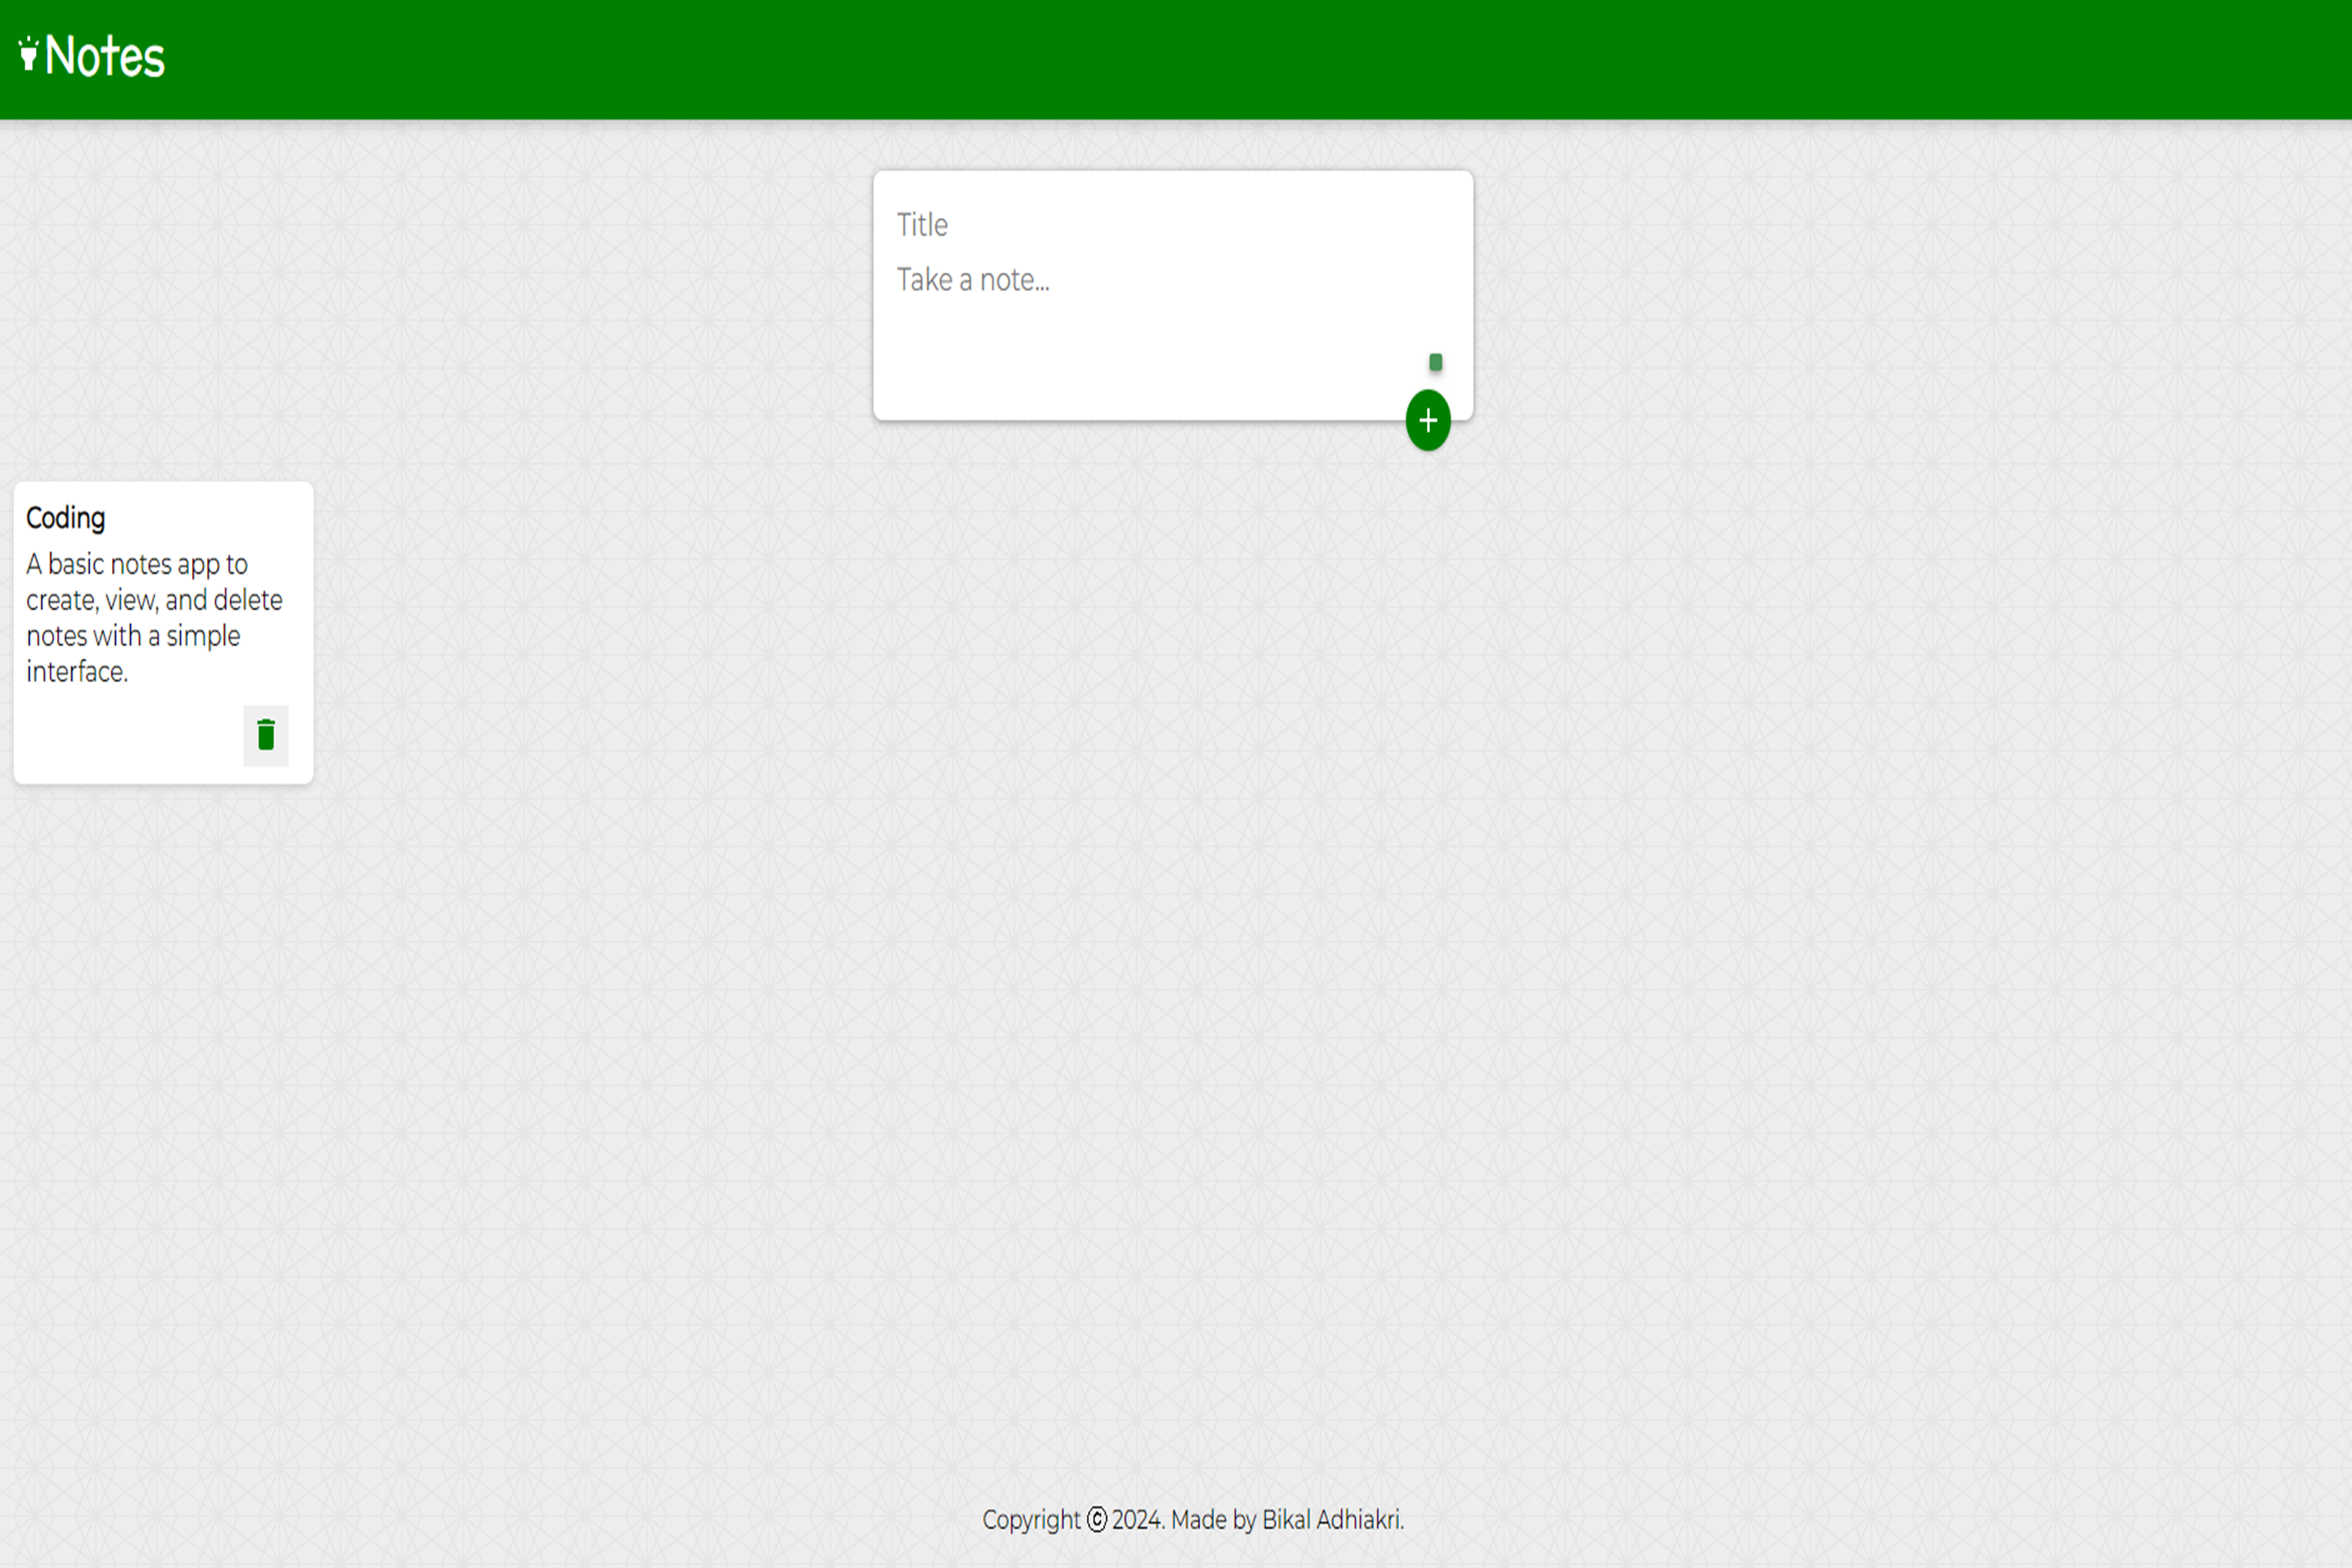 Notes
Title
Take a note...
+
Coding
A basic notes app to
create, view, and delete
notes with a simple
interface.
Copyright © 2024. Made by Bikal Adhiakri.